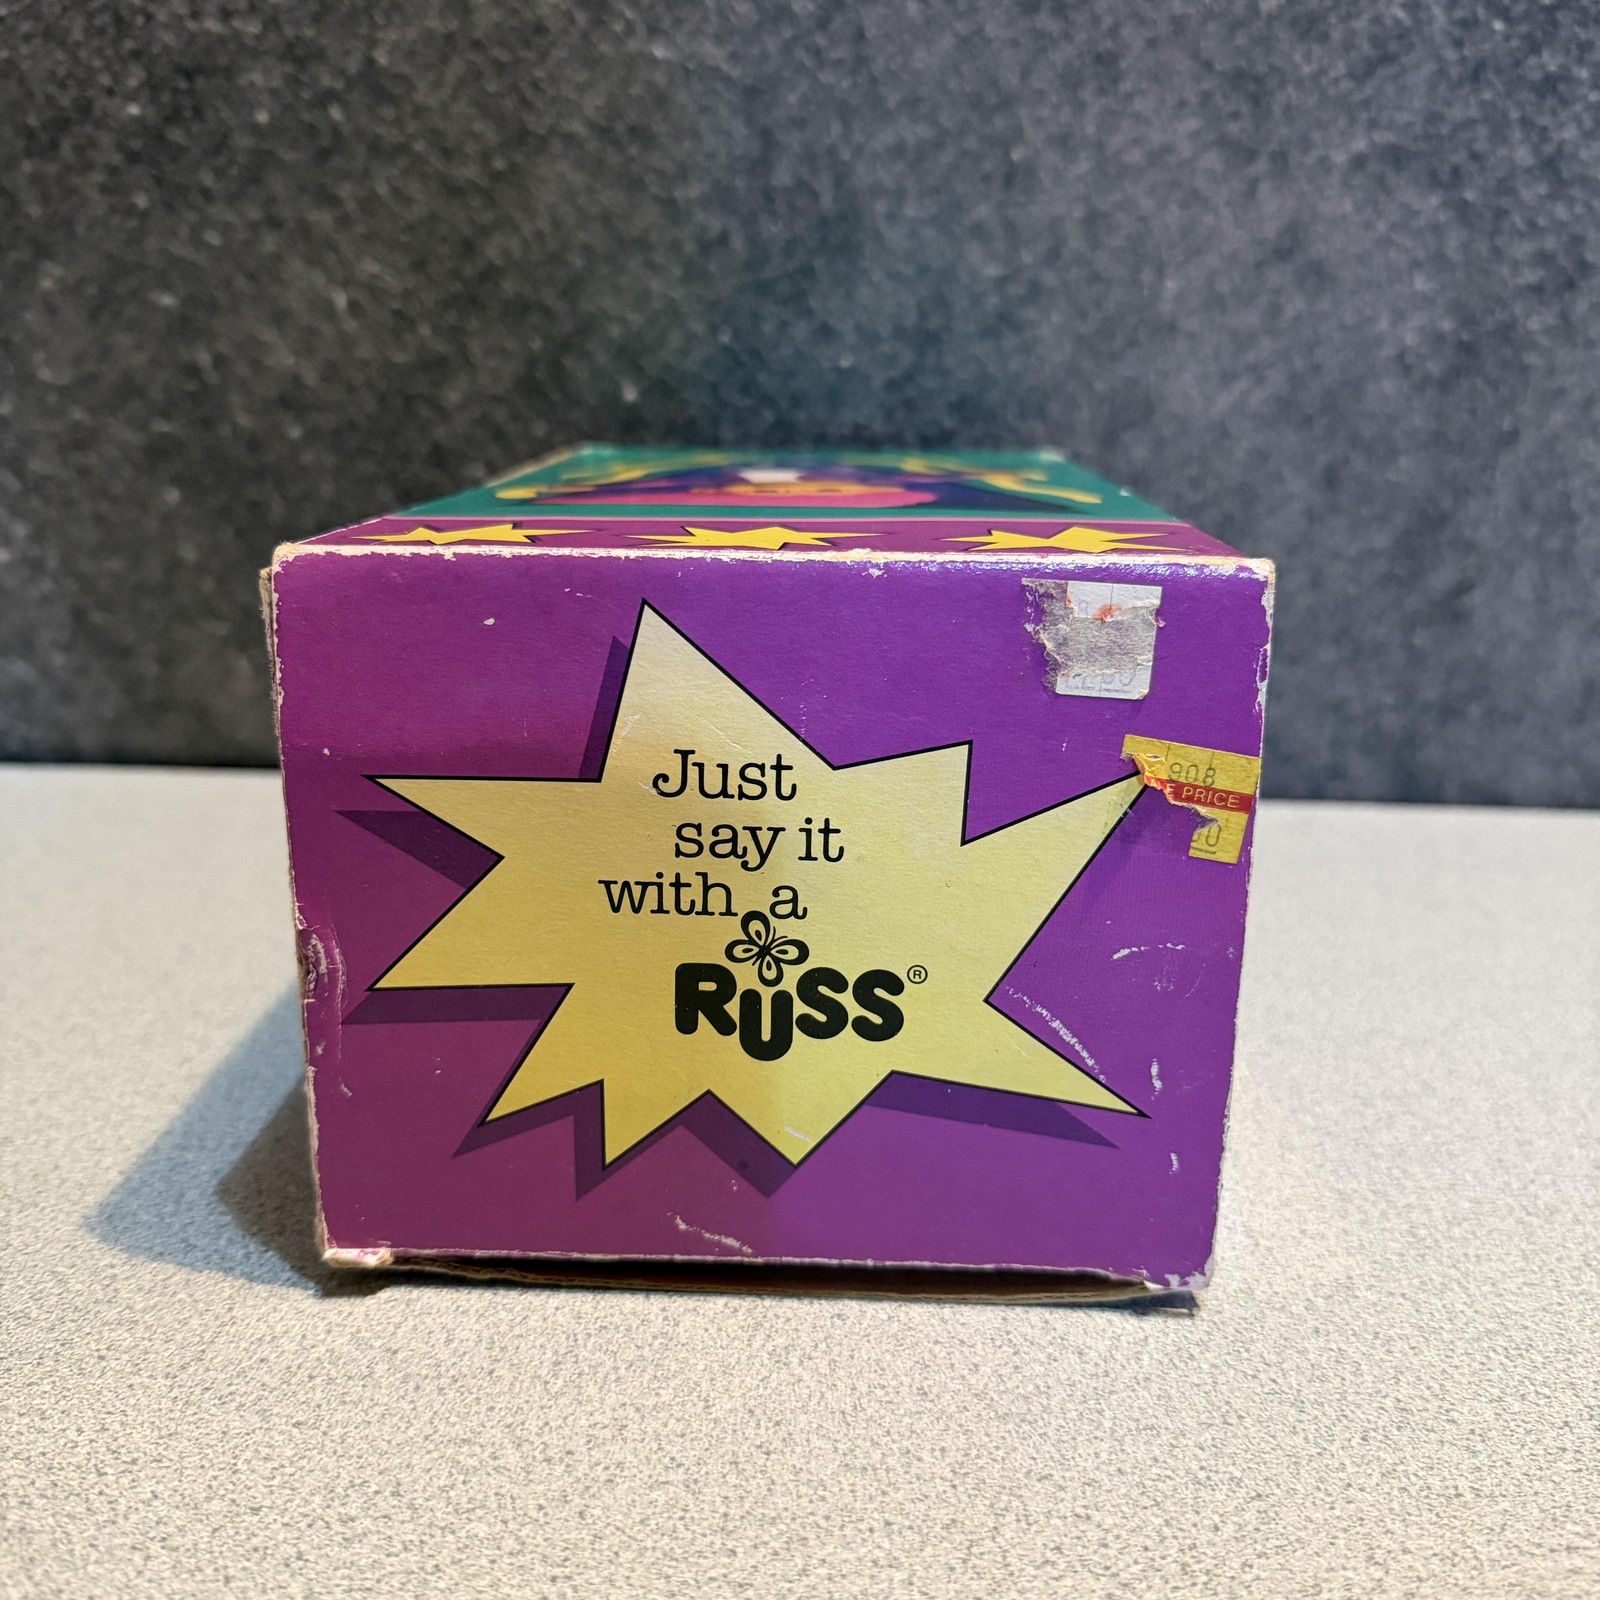 Just
say it
with a
RUSS®
908
E PRICE